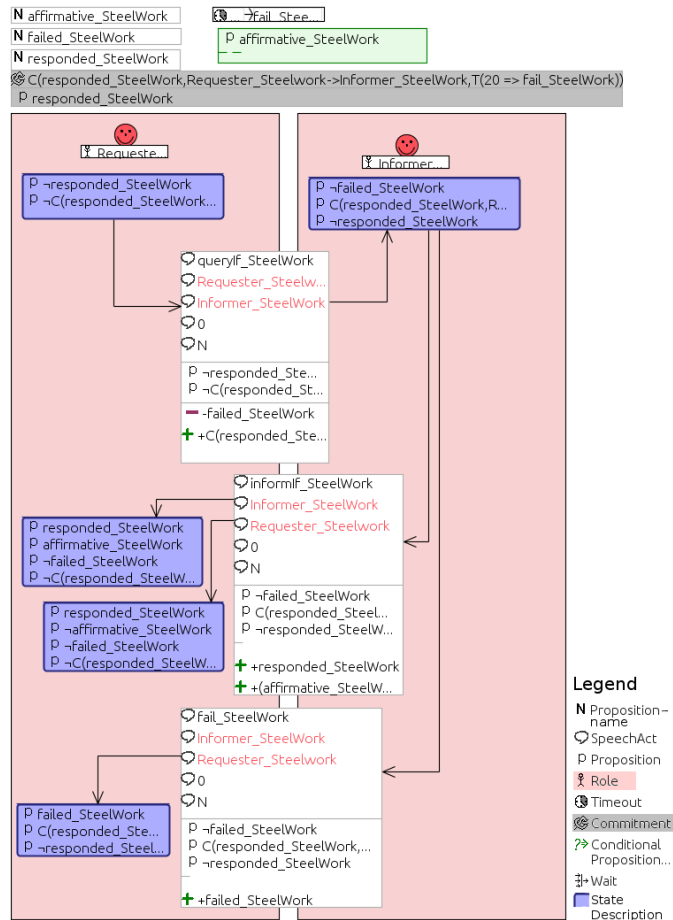 N affirmative_SteelWork
N failed_SteelWork
N responded_SteelWork
... →fail_Stee...
p affirmative_SteelWork
C(responded_SteelWork,Requester_Steelwork->Informer_SteelWork,T(20 => fail_SteelWork))
p responded_SteelWork
Requeste...
p ¬responded_SteelWork
p ¬C(responded_SteelWork...
Informer...
p ¬failed_SteelWork
p C(responded_SteelWork,R...
p ¬responded_SteelWork
queryIf_SteelWork
Requester_Steelw...
Informer_SteelWork
0
N
p ¬responded_Ste...
p ¬C(responded_St...
-failed_SteelWork
+C(responded_Ste...
informIf_SteelWork
Informer_SteelWork
Requester_Steelwork
0
N
p ¬failed_SteelWork
p C(responded_Steel...
p ¬responded_SteelW...
+responded_SteelWork
+(affirmative_SteelW...
p responded_SteelWork
p affirmative_SteelWork
p ¬failed_SteelWork
p ¬C(responded_SteelW...
p responded_SteelWork
p ¬affirmative_SteelWork
p ¬failed_SteelWork
p ¬C(responded_SteelW...
fail_SteelWork
Informer_SteelWork
Requester_Steelwork
0
N
p ¬failed_SteelWork
p C(responded_SteelWork,...
p ¬responded_SteelWork
+failed_SteelWork
p failed_SteelWork
p C(responded_Ste...
p ¬responded_Steel...
Legend
N Proposition-
name
SpeechAct
p Proposition
Role
Timeout
Commitment
?> Conditional
Proposition...
Wait
State
Description